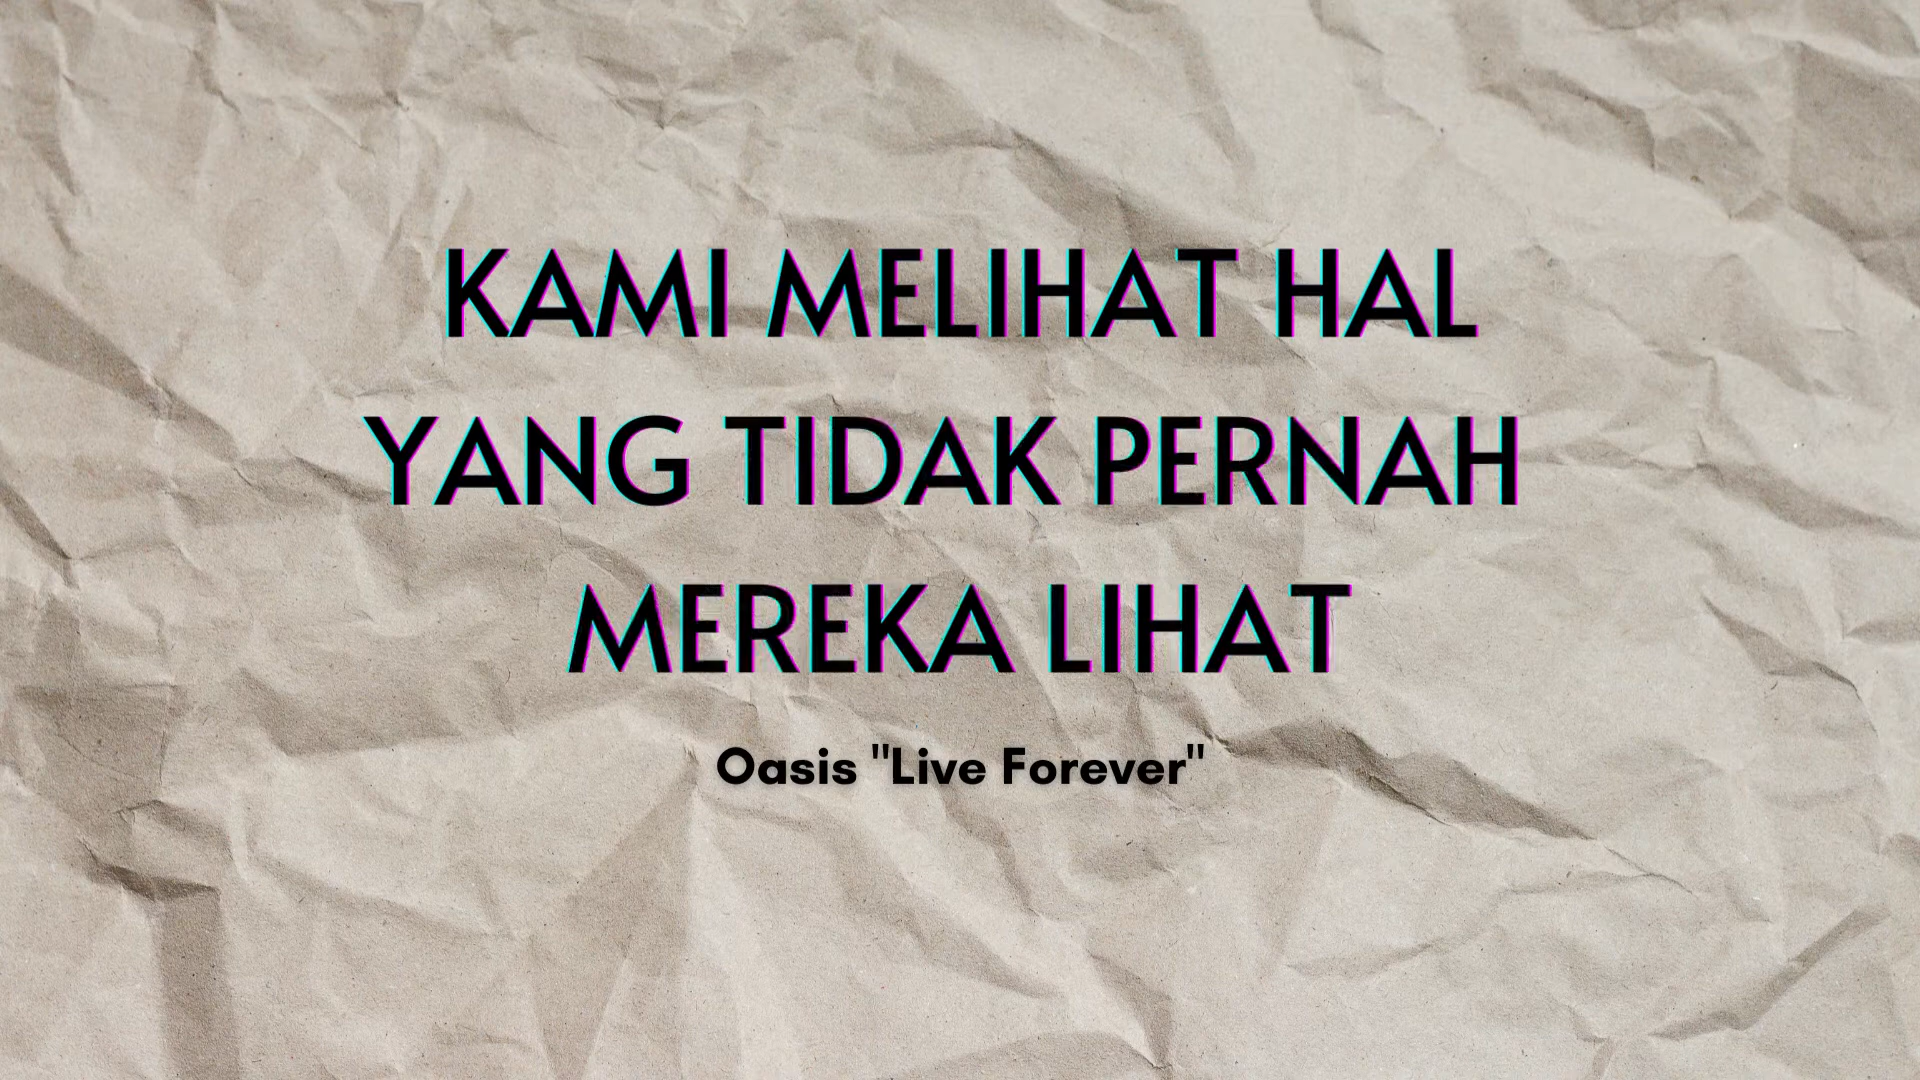 KAMI MELIHAT HAL
YANG TIDAK PERNAH
MEREKA LIHAT
Oasis "Live Forever"